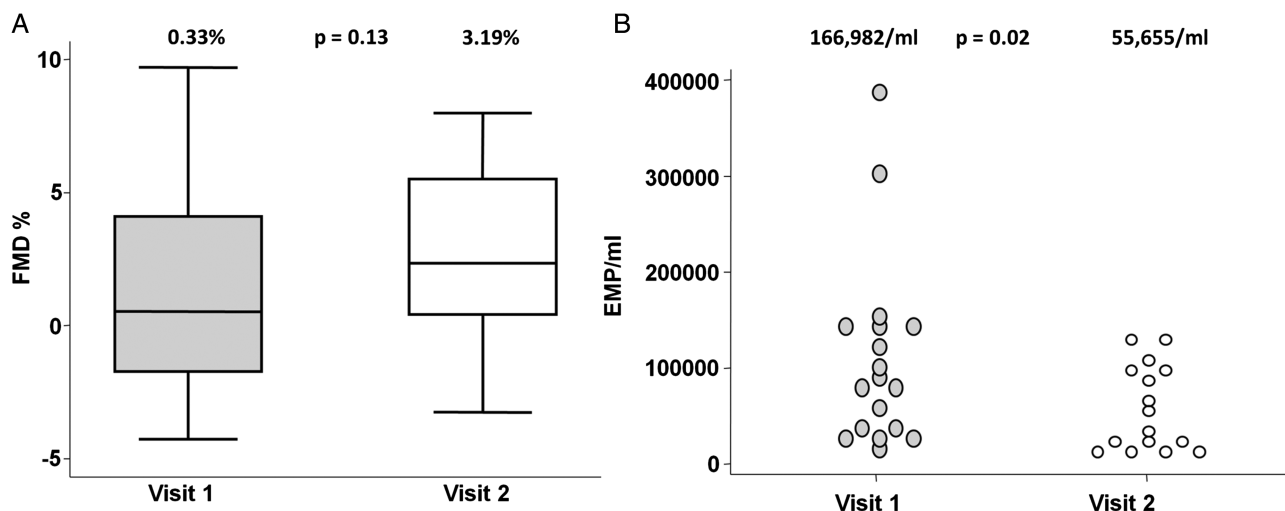 A
0.33% p = 0.13 3.19%
FMD %
10
5
0
-5
Visit 1 Visit 2
B
166,982/ml p = 0.02 55,655/ml
EMP/ml
400000
300000
200000
100000
0
Visit 1 Visit 2